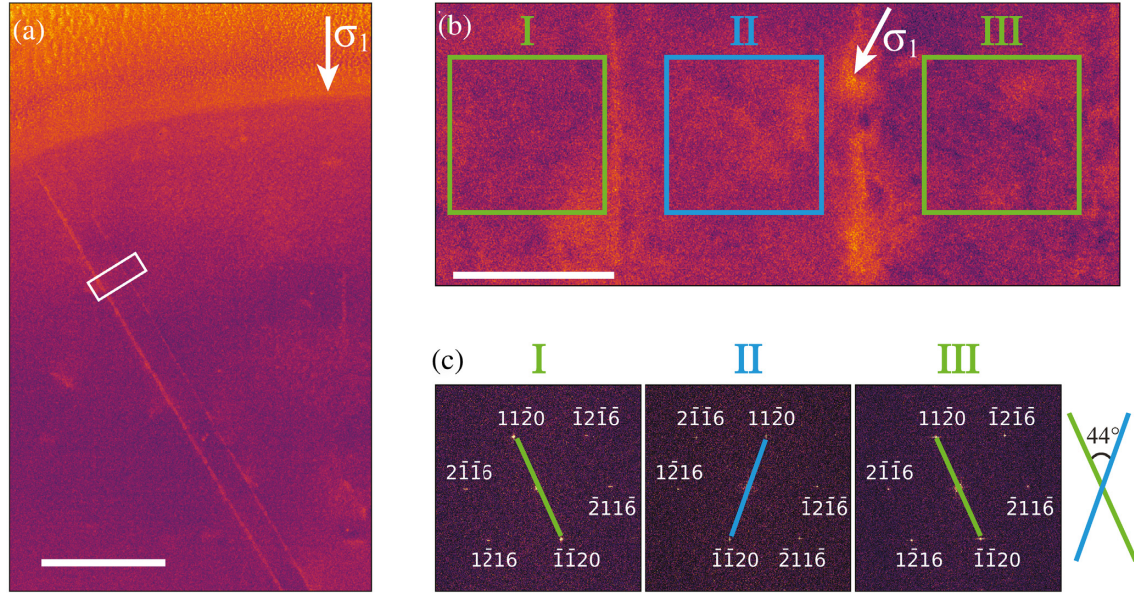 (a)
σ₁
(b)
I II III
σ₁
(c)
I II III
112̄0 1̄21̄6̄
21̄1̄6
2̄116̄
12̄16 1̄1̄20
21̄1̄6 112̄0
12̄16
1̄21̄6̄
1̄1̄20 2̄116̄
112̄0 1̄21̄6̄
21̄1̄6
2̄116̄
12̄16 1̄1̄20
44°